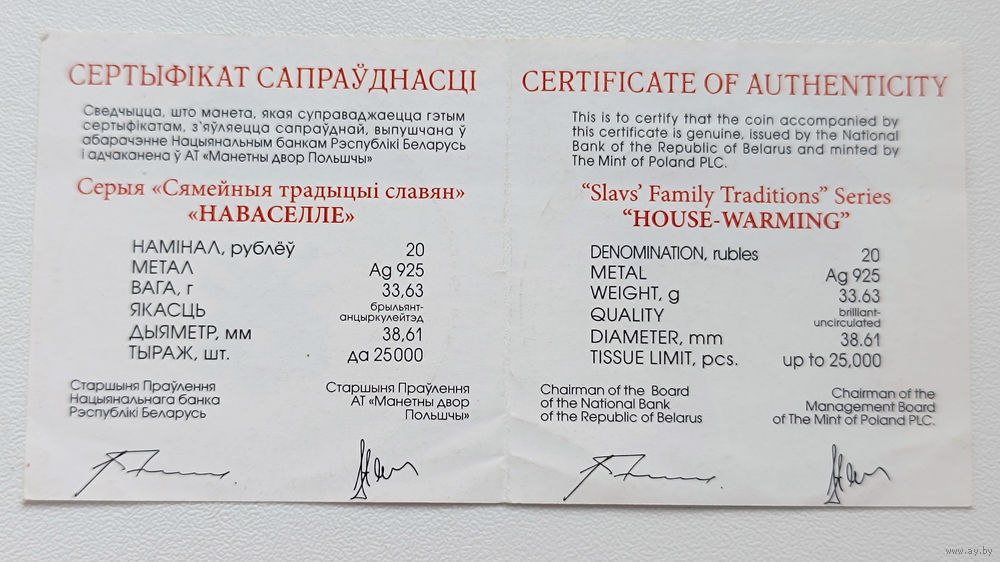 СЕРТЫФІКАТ САПРАЎДНАСЦІ
Сведчыцца, што манета, якая суправаджаецца гэтым
сертыфікатам, з'яўляецца сапраўднай, выпушчана ў
абарачэнне Нацыянальным банкам Рэспублікі Беларусь
і адчаканена ў АТ «Манетны двор Польшчы»
Серыя «Сямейныя традыцыі славян»
«НАВАСЕЛЛЕ»
НАМІНАЛ, рублёў 20
МЕТАЛ Ag 925
ВАГА, г 33,63
ЯКАСЦЬ брыльянт-
анцыркулейтэд
ДЫЯМЕТР, мм 38,61
ТЫРАЖ, шт. да 25000
Старшыня Праўлення
Нацыянальнага банка
Рэспублікі Беларусь
Старшыня Праўлення
АТ «Манетны двор
Польшчы»
CERTIFICATE OF AUTHENTICITY
This is to certify that the coin accompanied by
this certificate is genuine, issued by the National
Bank of the Republic of Belarus and minted by
The Mint of Poland PLC.
“Slavs’ Family Traditions” Series
“HOUSE-WARMING”
DENOMINATION, rubles 20
METAL Ag 925
WEIGHT, g 33.63
QUALITY brilliant-
uncirculated
DIAMETER, mm 38.61
TISSUE LIMIT, pcs. up to 25,000
Chairman of the Board
of the National Bank
of the Republic of Belarus
Chairman of the
Management Board
of The Mint of Poland PLC.
www.ay.by